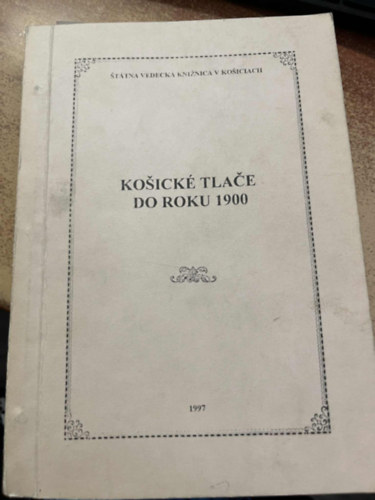 ŠTÁTNA VEDECKÁ KNIŽNICA V KOŠICIACH
KOŠICKÉ TLAČE
DO ROKU 1900
1997